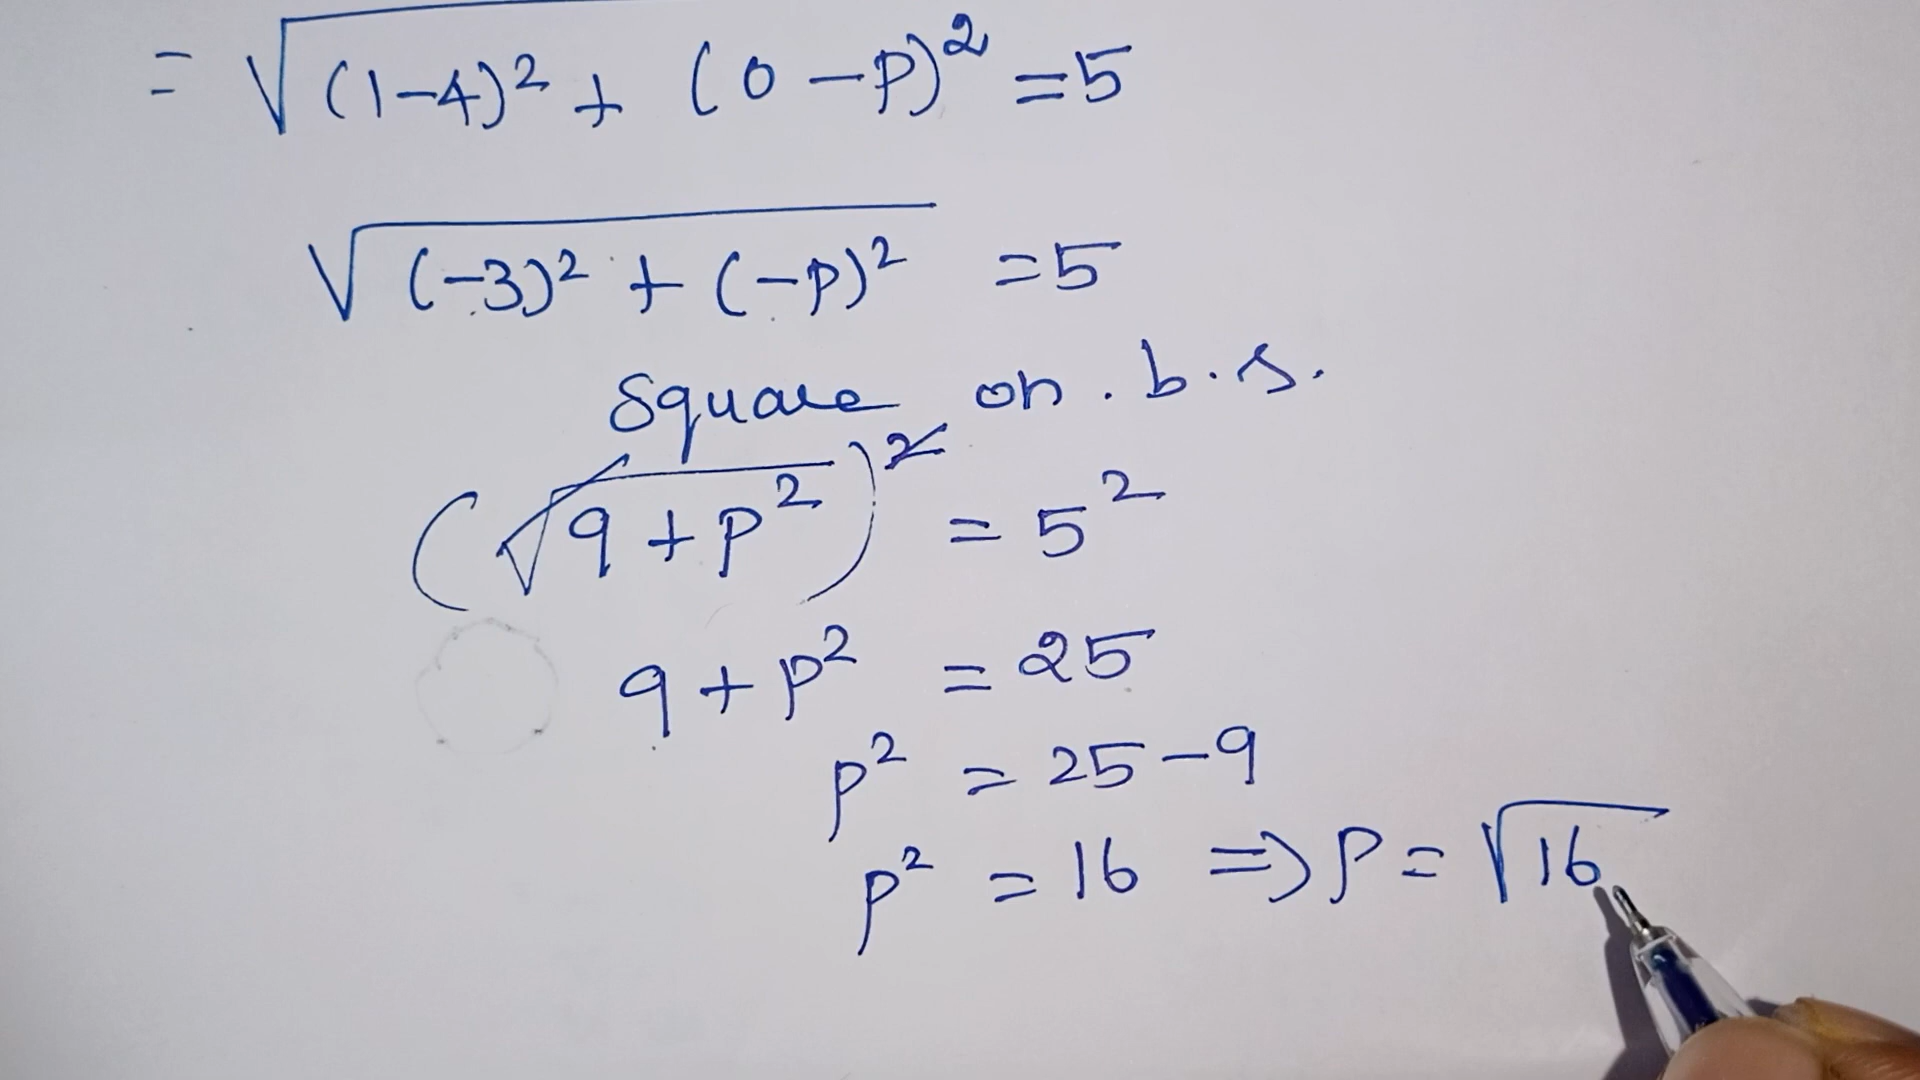 = √(1-4)² + (0-P)² = 5
√(-3)² + (-P)² = 5
Square on. b.s.
(√9+P²)² = 5²
9+P² = 25
P² = 25-9
P² = 16 => P = √16